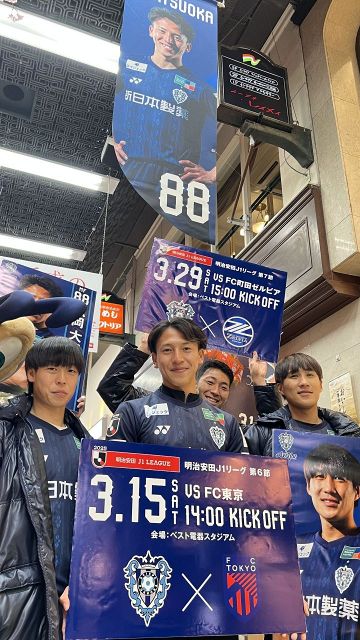 TSUOKA
新日本製薬
88
明治安田J1リーグ 第7節
3.29 SAT
VS FC町田ゼルビア
15:00 KICK OFF
会場:ベスト電器スタジアム
×
2025
明治安田 J1 LEAGUE
明治安田J1リーグ 第6節
3.15 SAT
VS FC東京
14:00 KICK OFF
会場:ベスト電器スタジアム
×
FC
TOKYO
日本製
本製薬